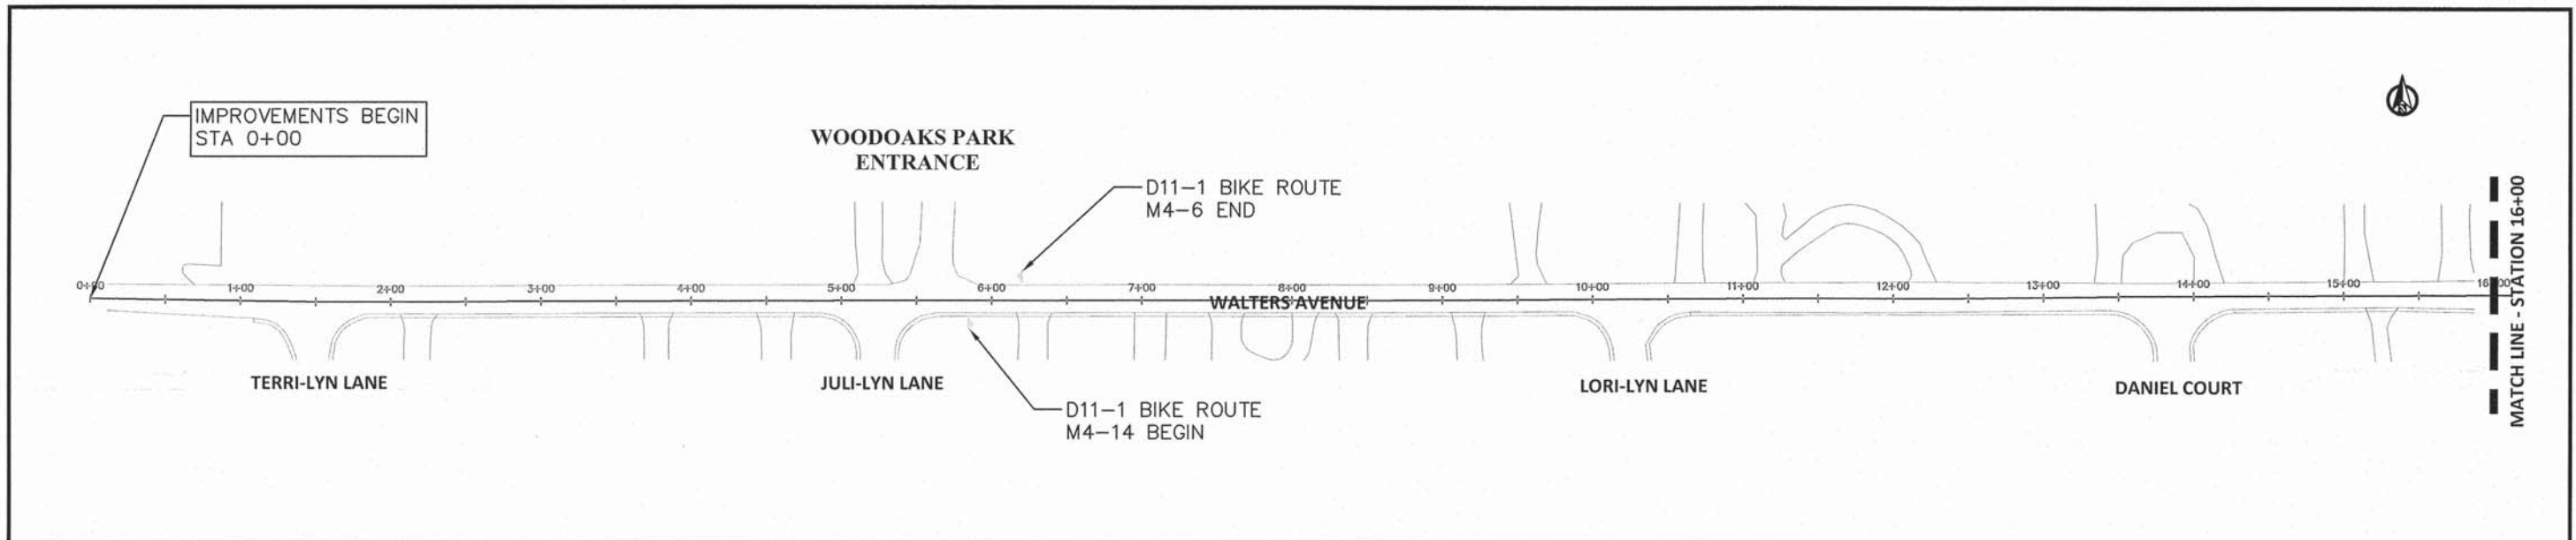 IMPROVEMENTS BEGIN
STA 0+00
WOODOAKS PARK
ENTRANCE
D11-1 BIKE ROUTE
M4-6 END
MATCH LINE - STATION 16+00
0+00 1+00 2+00 3+00 4+00 5+00 6+00 7+00 8+00 9+00 10+00 11+00 12+00 13+00 14+00 15+00 16+00
WALTERS AVENUE
TERRI-LYN LANE
JULI-LYN LANE
LORI-LYN LANE
DANIEL COURT
D11-1 BIKE ROUTE
M4-14 BEGIN